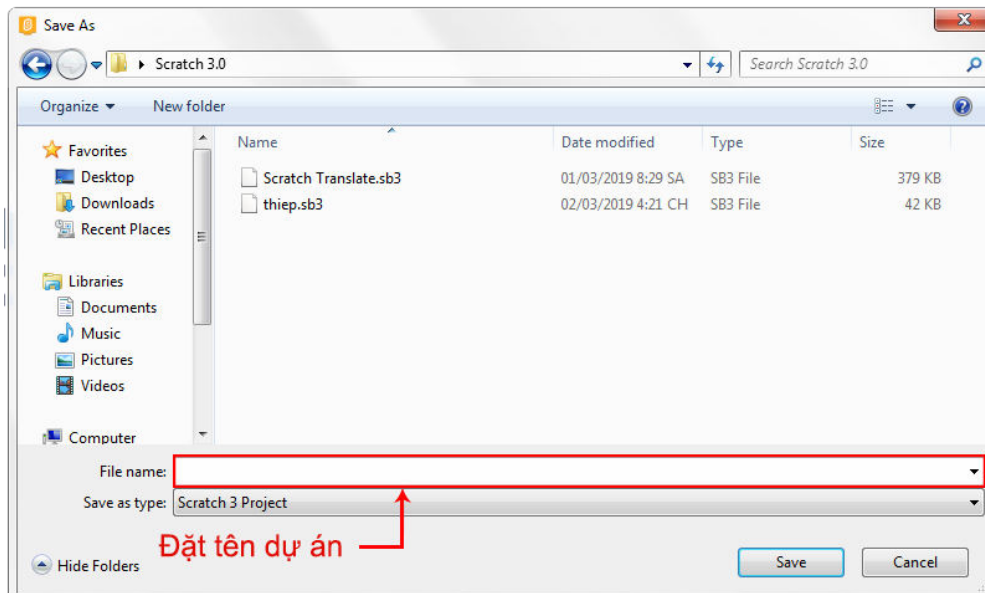 Save As
Scratch 3.0
Search Scratch 3.0
Organize
New folder
Name
Date modified
Type
Size
Favorites
Desktop
Downloads
Recent Places
Libraries
Documents
Music
Pictures
Videos
Computer
Scratch Translate.sb3 01/03/2019 8:29 SA SB3 File 379 KB
thiep.sb3 02/03/2019 4:21 CH SB3 File 42 KB
File name:
Save as type: Scratch 3 Project
Đặt tên dự án
Hide Folders
Save
Cancel